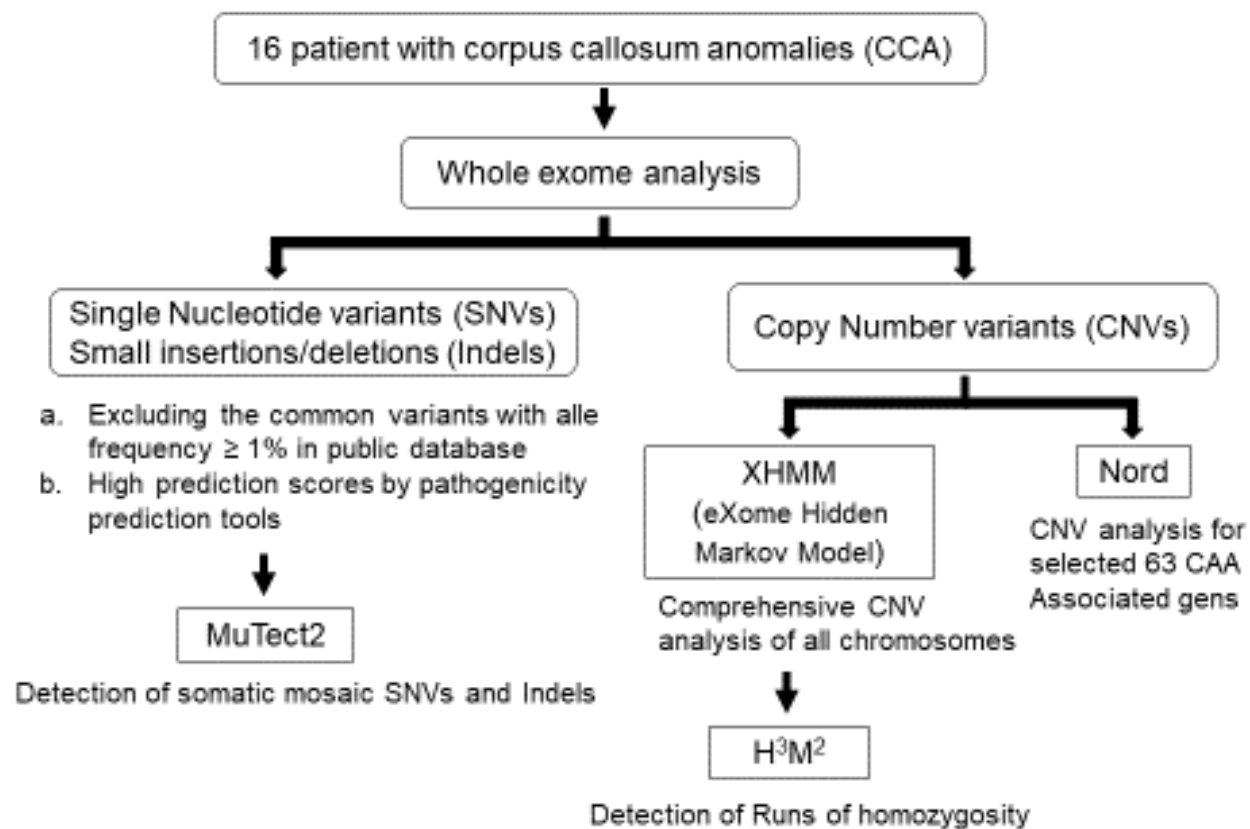 16 patient with corpus callosum anomalies (CCA)
Whole exome analysis
Single Nucleotide variants (SNVs)
Small insertions/deletions (Indels)
a. Excluding the common variants with alle
frequency ≥ 1% in public database
b. High prediction scores by pathogenicity
prediction tools
MuTect2
Detection of somatic mosaic SNVs and Indels
Copy Number variants (CNVs)
XHMM
(eXome Hidden
Markov Model)
Comprehensive CNV
analysis of all chromosomes
H³M²
Detection of Runs of homozygosity
Nord
CNV analysis for
selected 63 CAA
Associated gens